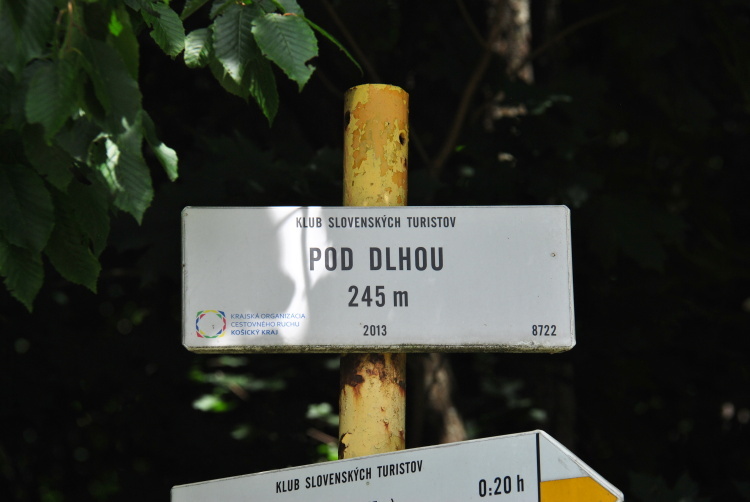 KLUB SLOVENSKÝCH TURISTOV
POD DLHOU
245 m
KRAJSKÁ ORGANIZÁCIA
CESTOVNÉHO RUCHU
KOŠICKÝ KRAJ
2013
8722
KLUB SLOVENSKÝCH TURISTOV
0:20 h